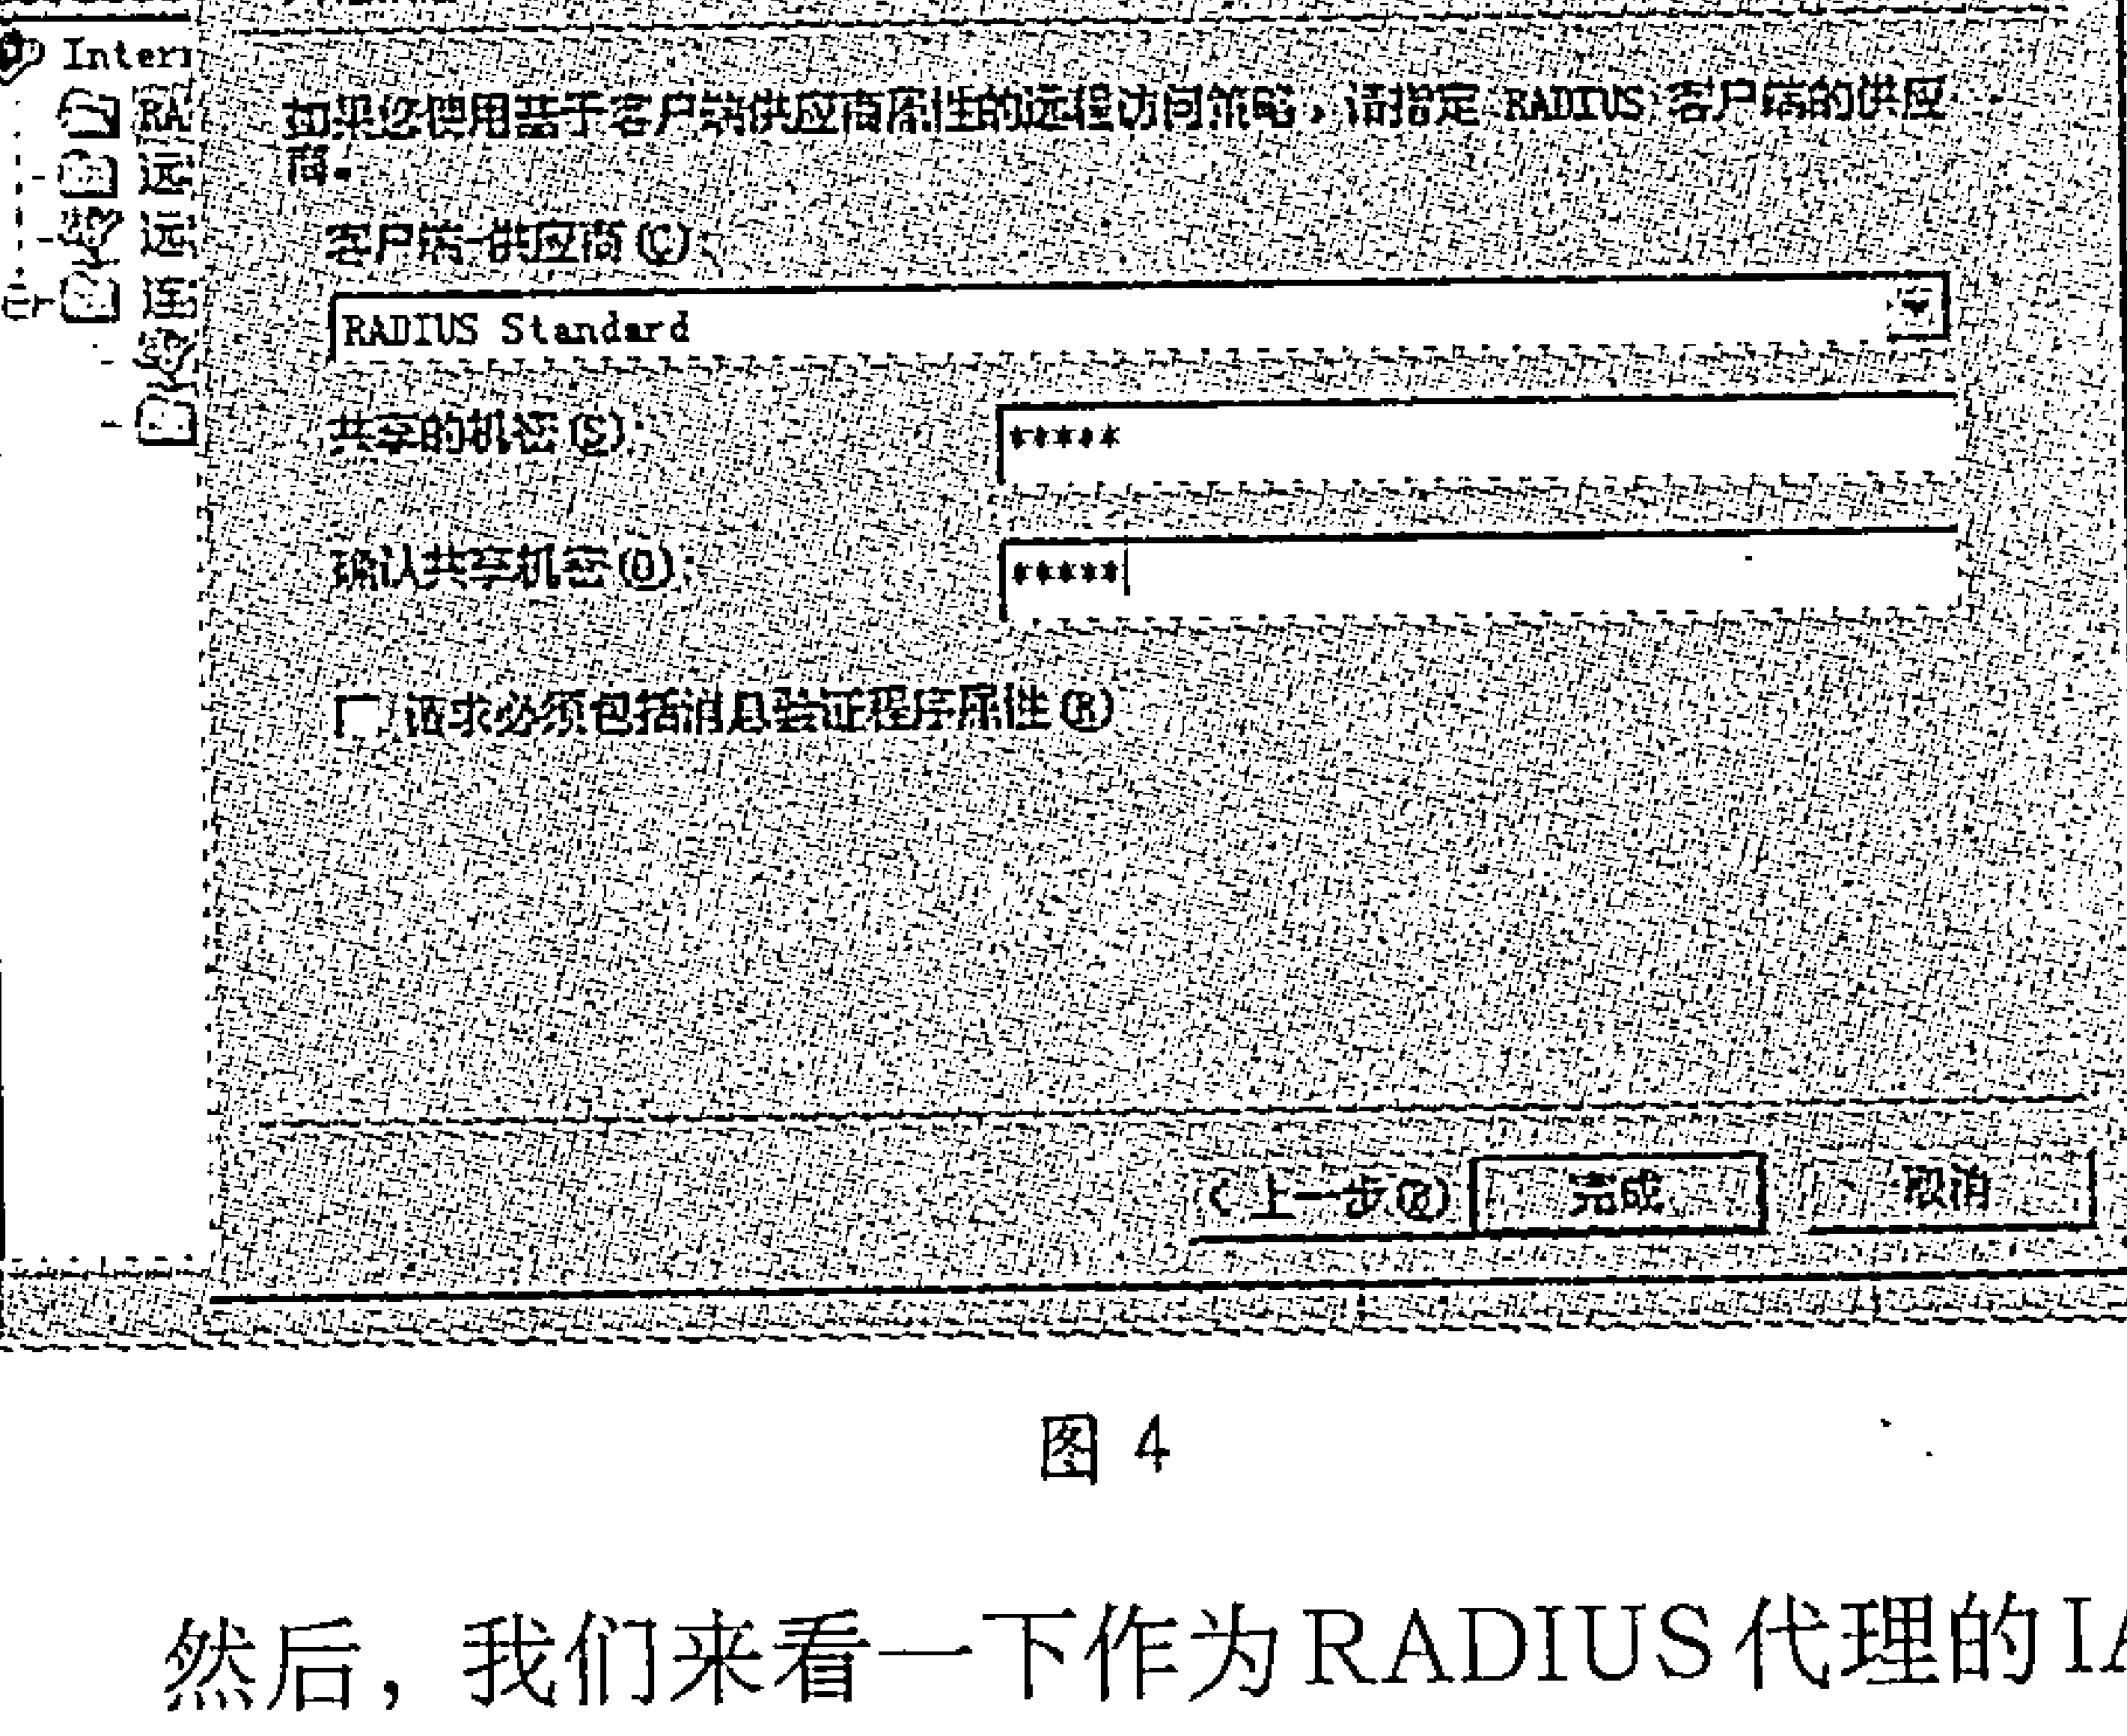 Inter
RA
远
远
连
如果您使用基于客户端供应商属性的远程访问策略，请指定 RADIUS 客户端的供应
商。
客户端-供应商(C):
RADIUS Standard
共享的机密(S):
*****
确认共享机密(O):
*****
请求必须包括消息验证程序属性(R)
< 上一步(B)
完成
取消
图 4
然后，我们来看一下作为RADIUS代理的IA